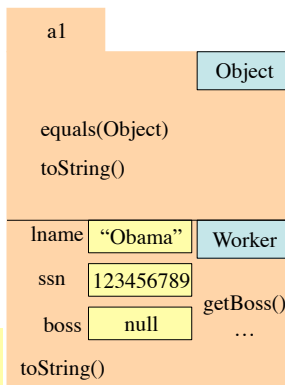 a1
Object
equals(Object)
toString()
lname “Obama” Worker
ssn 123456789
getBoss()
boss null
…
toString()